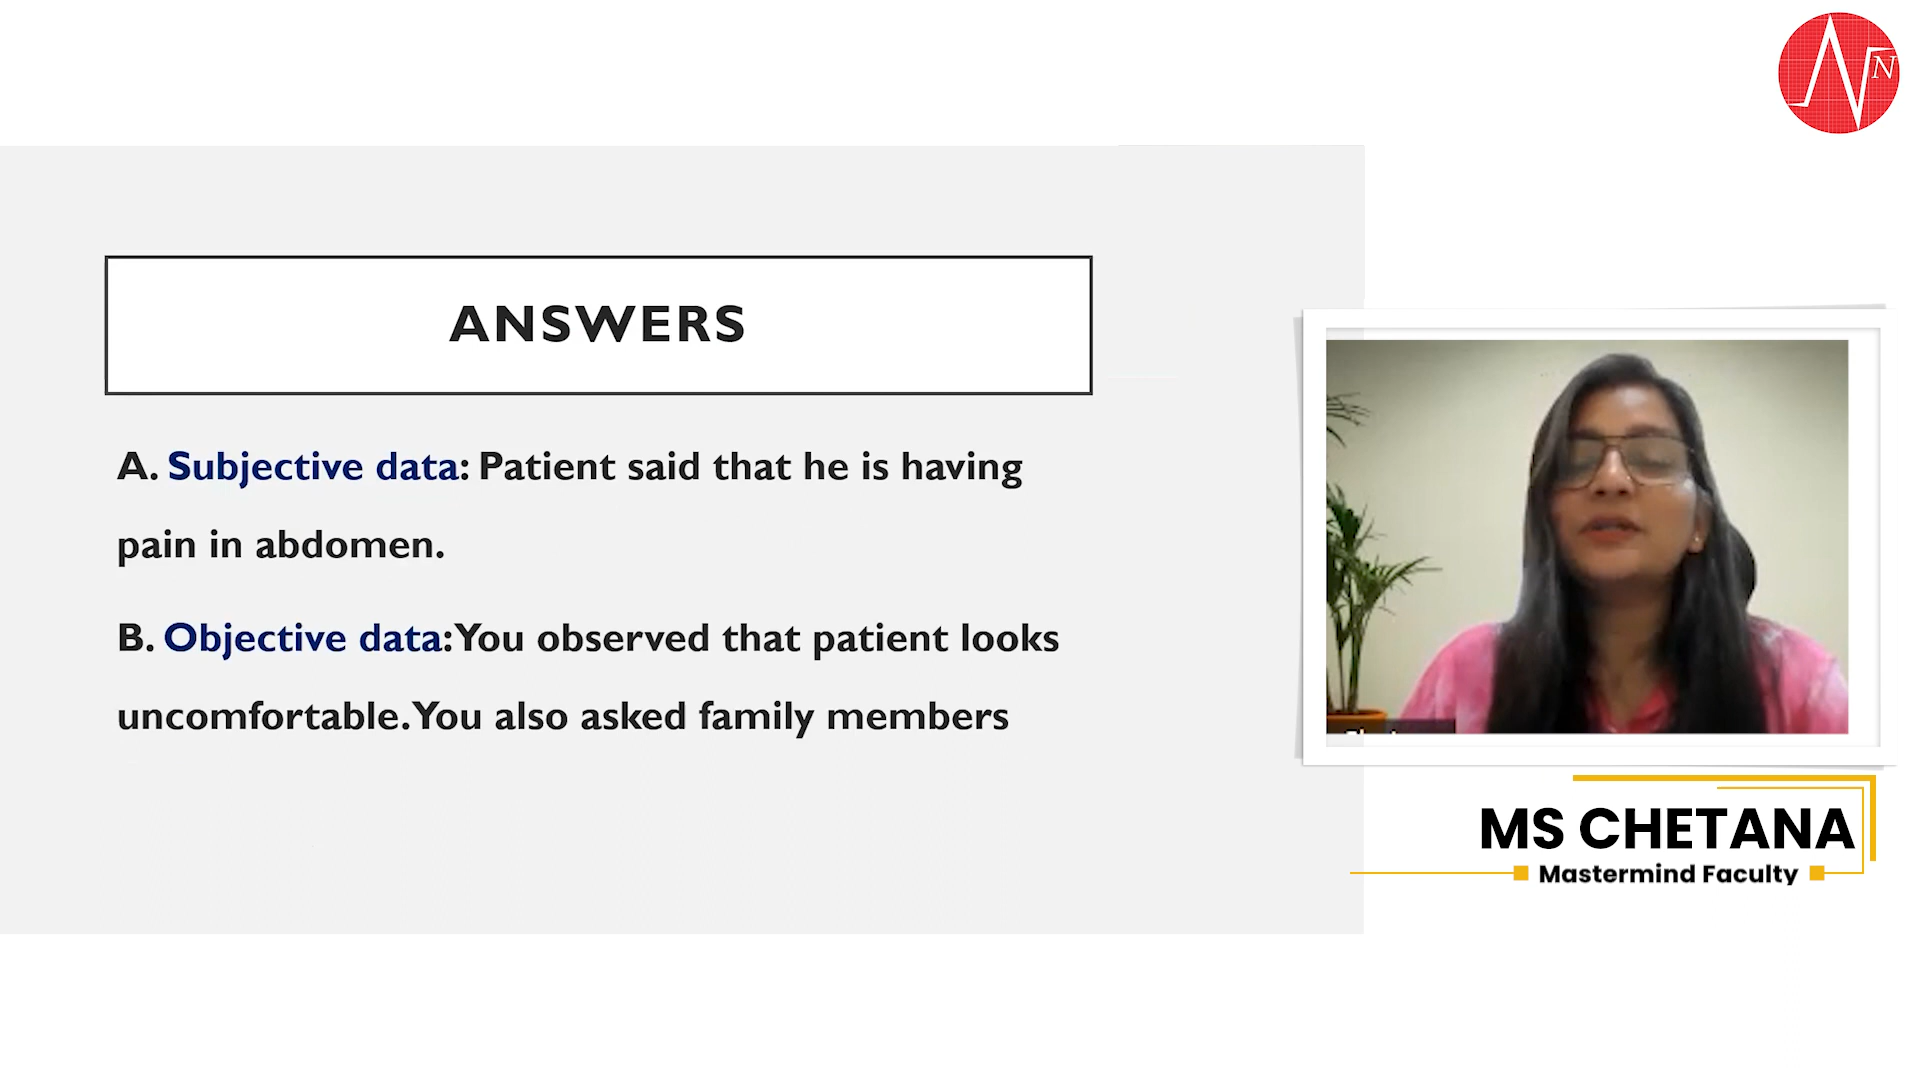 N
ANSWERS
A. Subjective data: Patient said that he is having
pain in abdomen.
B. Objective data: You observed that patient looks
uncomfortable. You also asked family members
MS CHETANA
Mastermind Faculty